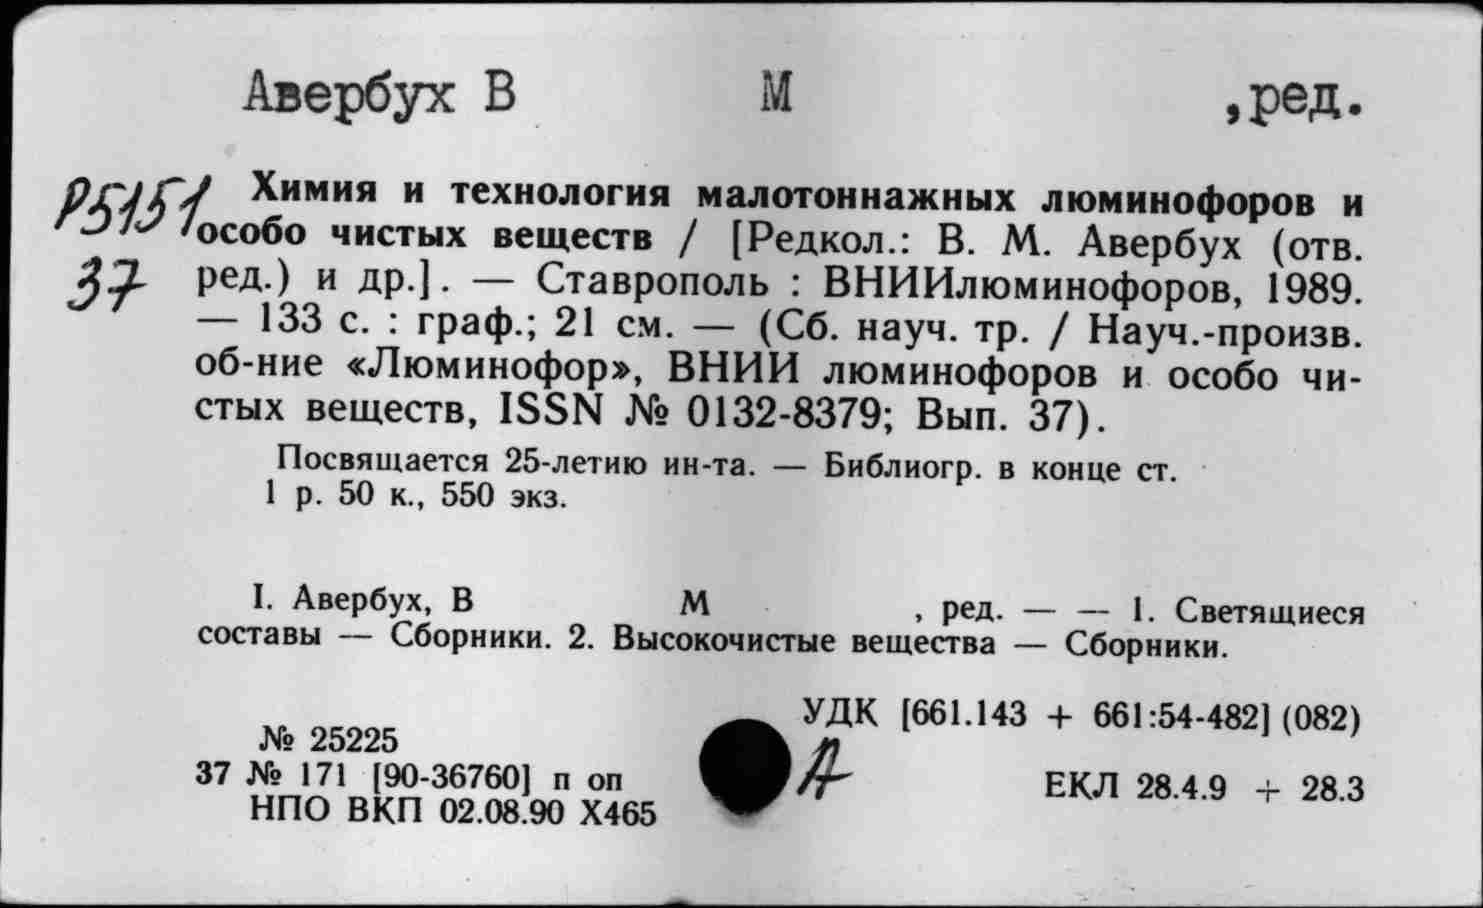 Авербух В М ,ред.
Р5151 Химия и технология малотоннажных люминофоров и
особо чистых веществ / [Редкол.: В. М. Авербух (отв.
37 ред.) и др.]. — Ставрополь : ВНИИлюминофоров, 1989.
— 133 с. : граф.; 21 см. — (Сб. науч. тр. / Науч.-произв.
об-ние «Люминофор», ВНИИ люминофоров и особо чи-
стых веществ, ISSN № 0132-8379; Вып. 37).
Посвящается 25-летию ин-та. — Библиогр. в конце ст.
1 р. 50 к., 550 экз.
I. Авербух, В М , ред. — — 1. Светящиеся
составы — Сборники. 2. Высокочистые вещества — Сборники.
УДК [661.143 + 661:54-482] (082)
№ 25225
37 № 171 [90-36760] п оп
ЕКЛ 28.4.9 + 28.3
НПО ВКП 02.08.90 Х465